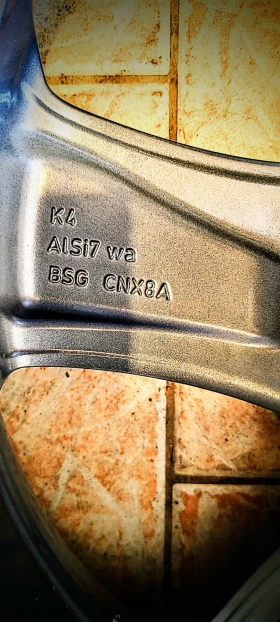 K4
AlSi7 wa
BSG CNX8A